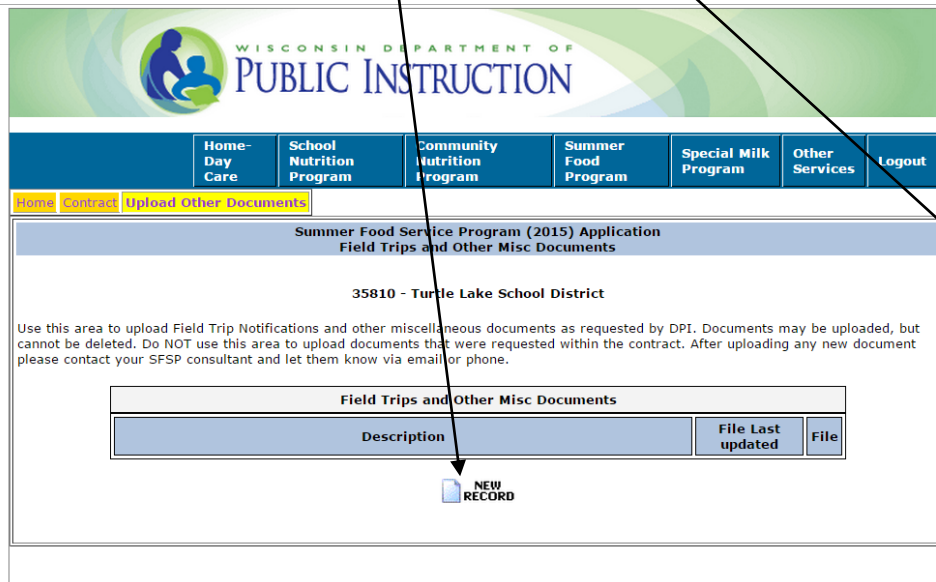 WISCONSIN DEPARTMENT OF
PUBLIC INSTRUCTION
Home-Day Care
School Nutrition Program
Community Nutrition Program
Summer Food Program
Special Milk Program
Other Services
Logout
Home Contract Upload Other Documents
Summer Food Service Program (2015) Application
Field Trips and Other Misc Documents
35810 - Turtle Lake School District
Use this area to upload Field Trip Notifications and other miscellaneous documents as requested by DPI. Documents may be uploaded, but
cannot be deleted. Do NOT use this area to upload documents that were requested within the contract. After uploading any new document
please contact your SFSP consultant and let them know via email or phone.
Field Trips and Other Misc Documents
Description
File Last updated
File
NEW
RECORD